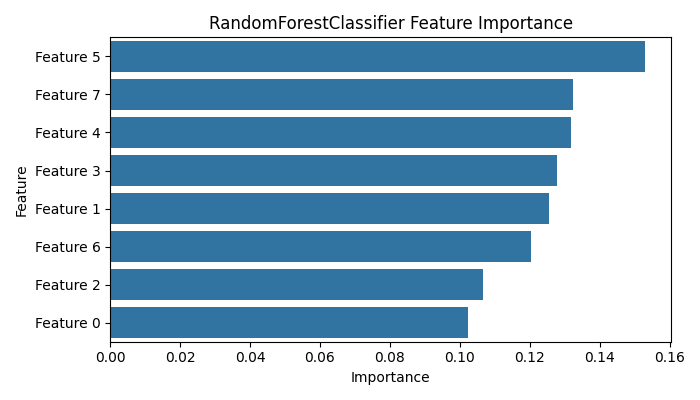 RandomForestClassifier Feature Importance
Feature
Feature 5
Feature 7
Feature 4
Feature 3
Feature 1
Feature 6
Feature 2
Feature 0
0.00 0.02 0.04 0.06 0.08 0.10 0.12 0.14 0.16
Importance